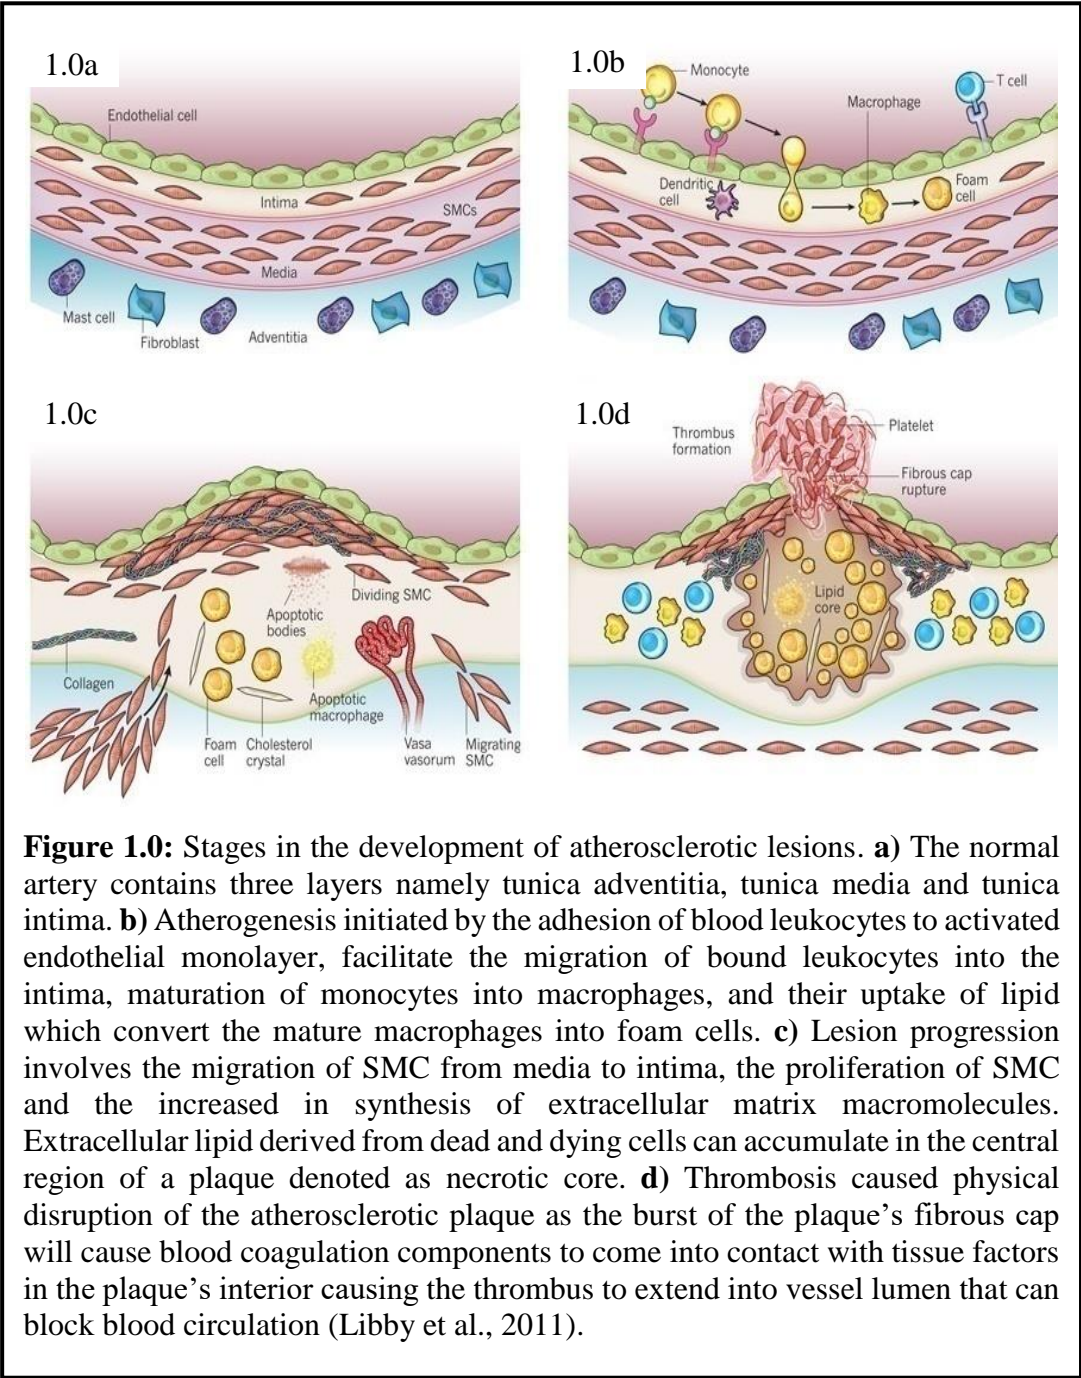 1.0a
Endothelial cell
Intima
SMCs
Media
Mast cell
Fibroblast
Adventitia
1.0b
Monocyte
Macrophage
T cell
Dendritic
cell
Foam
cell
1.0c
Dividing SMC
Apoptotic
bodies
Collagen
Apoptotic
macrophage
Foam
cell
Cholesterol
crystal
Vasa
vasorum
Migrating
SMC
1.0d
Thrombus
formation
Platelet
Fibrous cap
rupture
Lipid
core
Figure 1.0: Stages in the development of atherosclerotic lesions. a) The normal
artery contains three layers namely tunica adventitia, tunica media and tunica
intima. b) Atherogenesis initiated by the adhesion of blood leukocytes to activated
endothelial monolayer, facilitate the migration of bound leukocytes into the
intima, maturation of monocytes into macrophages, and their uptake of lipid
which convert the mature macrophages into foam cells. c) Lesion progression
involves the migration of SMC from media to intima, the proliferation of SMC
and the increased in synthesis of extracellular matrix macromolecules.
Extracellular lipid derived from dead and dying cells can accumulate in the central
region of a plaque denoted as necrotic core. d) Thrombosis caused physical
disruption of the atherosclerotic plaque as the burst of the plaque’s fibrous cap
will cause blood coagulation components to come into contact with tissue factors
in the plaque’s interior causing the thrombus to extend into vessel lumen that can
block blood circulation (Libby et al., 2011).